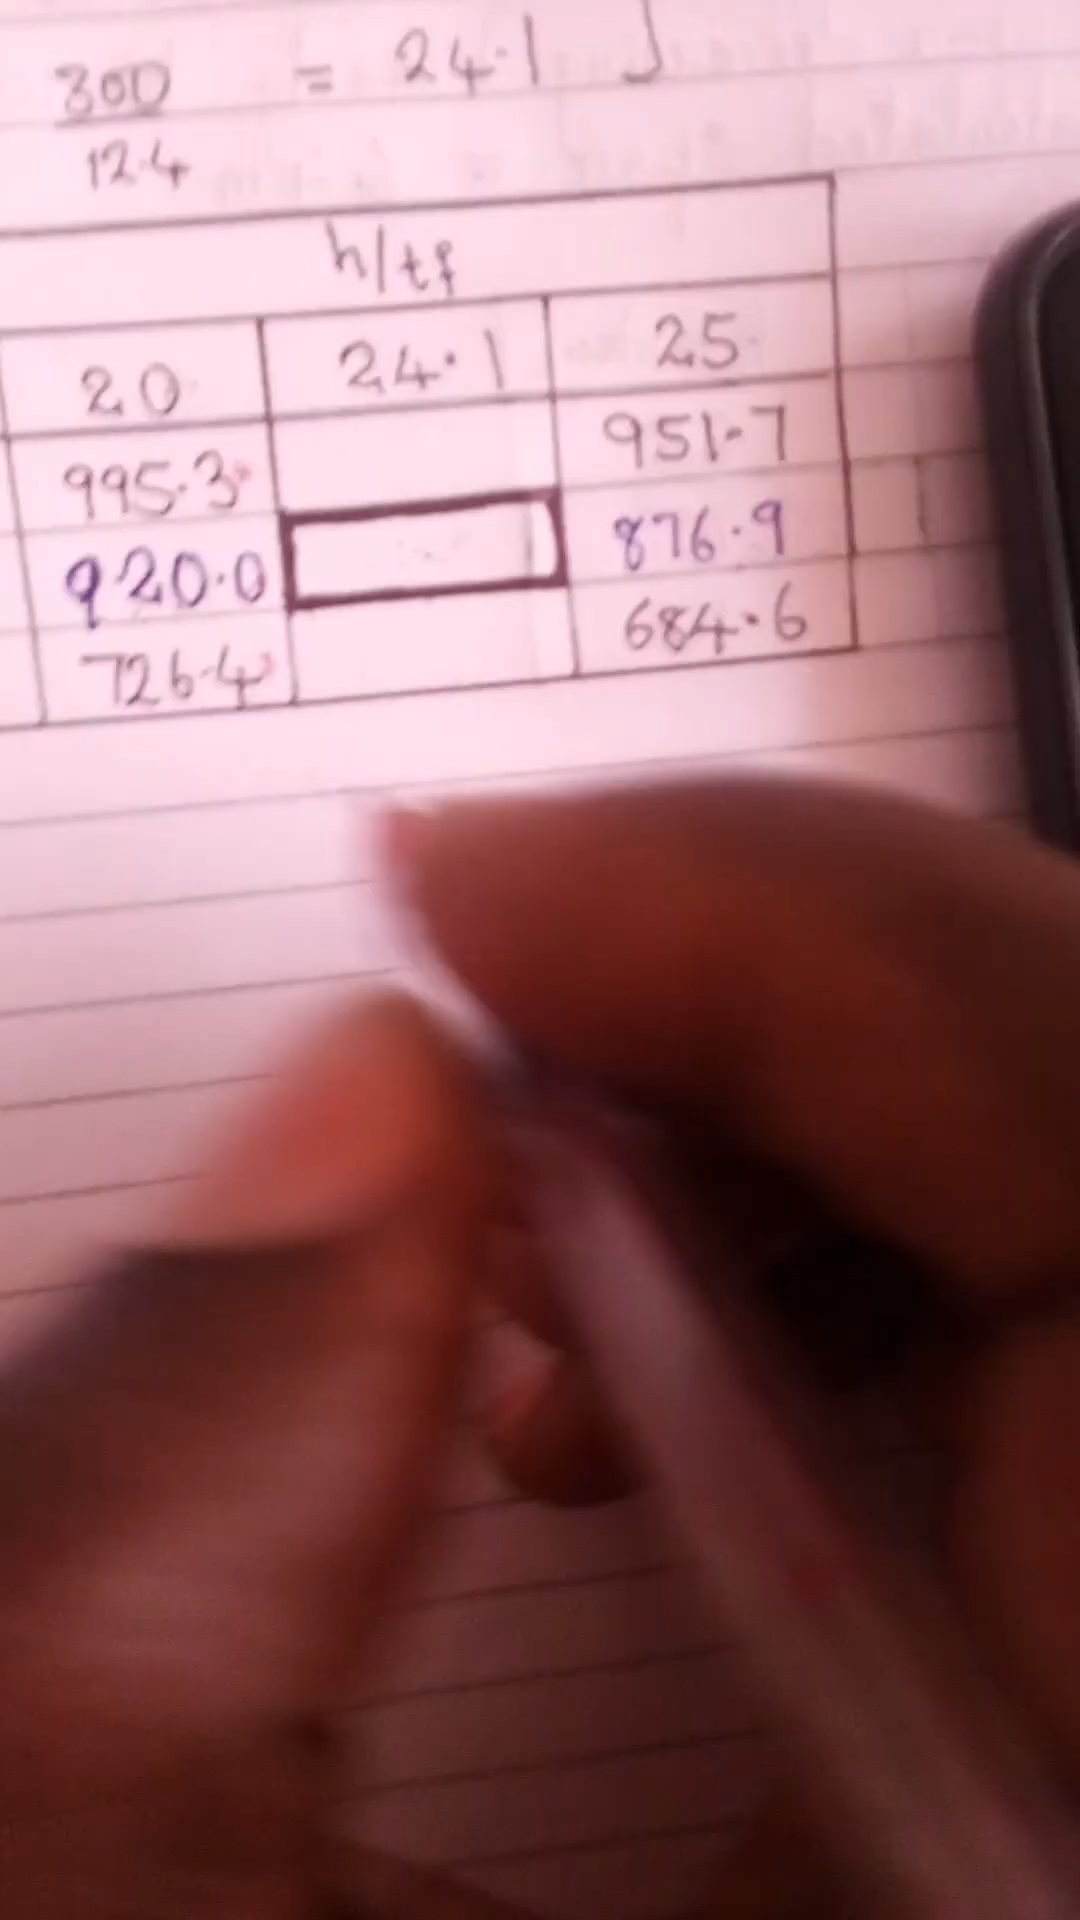 300 = 24.1 ]
12.4
h/tf
20 24.1 25
995.3 951.7
920.0 876.9
726.4 684.6